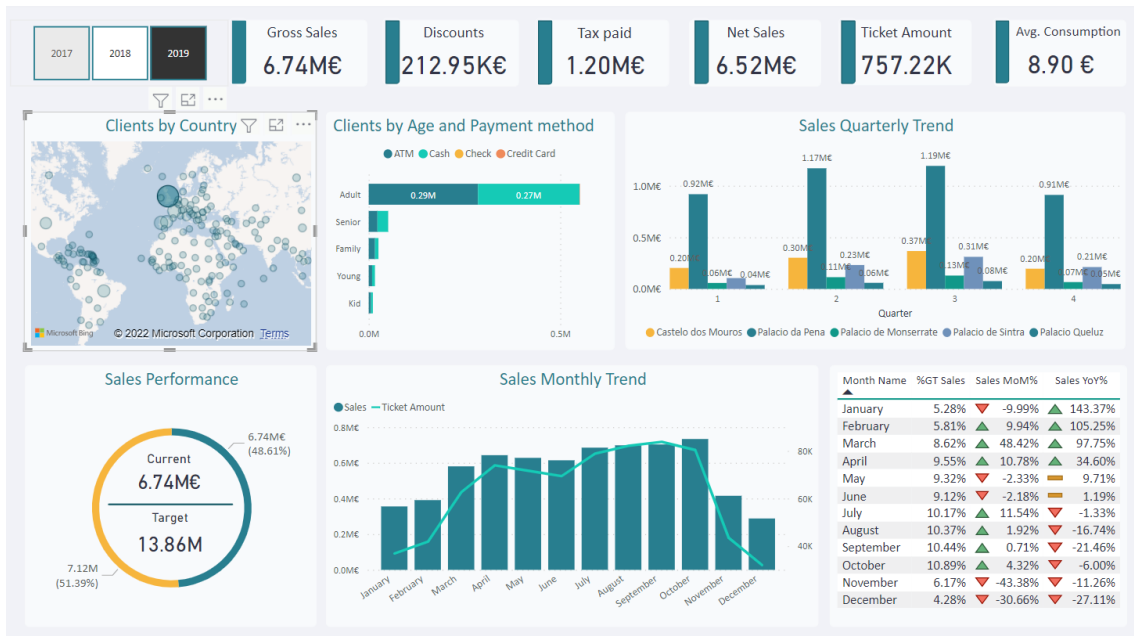 2017
2018
2019
Gross Sales
6.74M€
Discounts
212.95K€
Tax paid
1.20M€
Net Sales
6.52M€
Ticket Amount
757.22K
Avg. Consumption
8.90 €
Clients by Country
Microsoft Bing
© 2022 Microsoft Corporation Terms
Clients by Age and Payment method
ATM Cash Check Credit Card
Adult 0.29M 0.27M
Senior
Family
Young
Kid
0.0M 0.5M
Sales Quarterly Trend
1.0M€
0.5M€
0.0M€
0.20M€ 0.92M€ 0.06M€ 0.04M€
0.30M€ 1.17M€ 0.11M€ 0.23M€ 0.06M€
0.37M€ 1.19M€ 0.13M€ 0.31M€ 0.08M€
0.20M€ 0.91M€ 0.07M€ 0.21M€ 0.05M€
1 2 3 4
Quarter
Castelo dos Mouros Palacio da Pena Palacio de Monserrate Palacio de Sintra Palacio Queluz
Sales Performance
6.74M€
(48.61%)
Current
6.74M€
Target
13.86M
7.12M
(51.39%)
Sales Monthly Trend
Sales Ticket Amount
0.8M€
0.6M€
0.4M€
0.2M€
0.0M€
80K
60K
40K
January February March April May June July August September October November December
Month Name %GT Sales Sales MoM% Sales YoY%
January 5.28% -9.99% 143.37%
February 5.81% 9.94% 105.25%
March 8.62% 48.42% 97.75%
April 9.55% 10.78% 34.60%
May 9.32% -2.33% 9.71%
June 9.12% -2.18% 1.19%
July 10.17% 11.54% -1.33%
August 10.37% 1.92% -16.74%
September 10.44% 0.71% -21.46%
October 10.89% 4.32% -6.00%
November 6.17% -43.38% -11.26%
December 4.28% -30.66% -27.11%